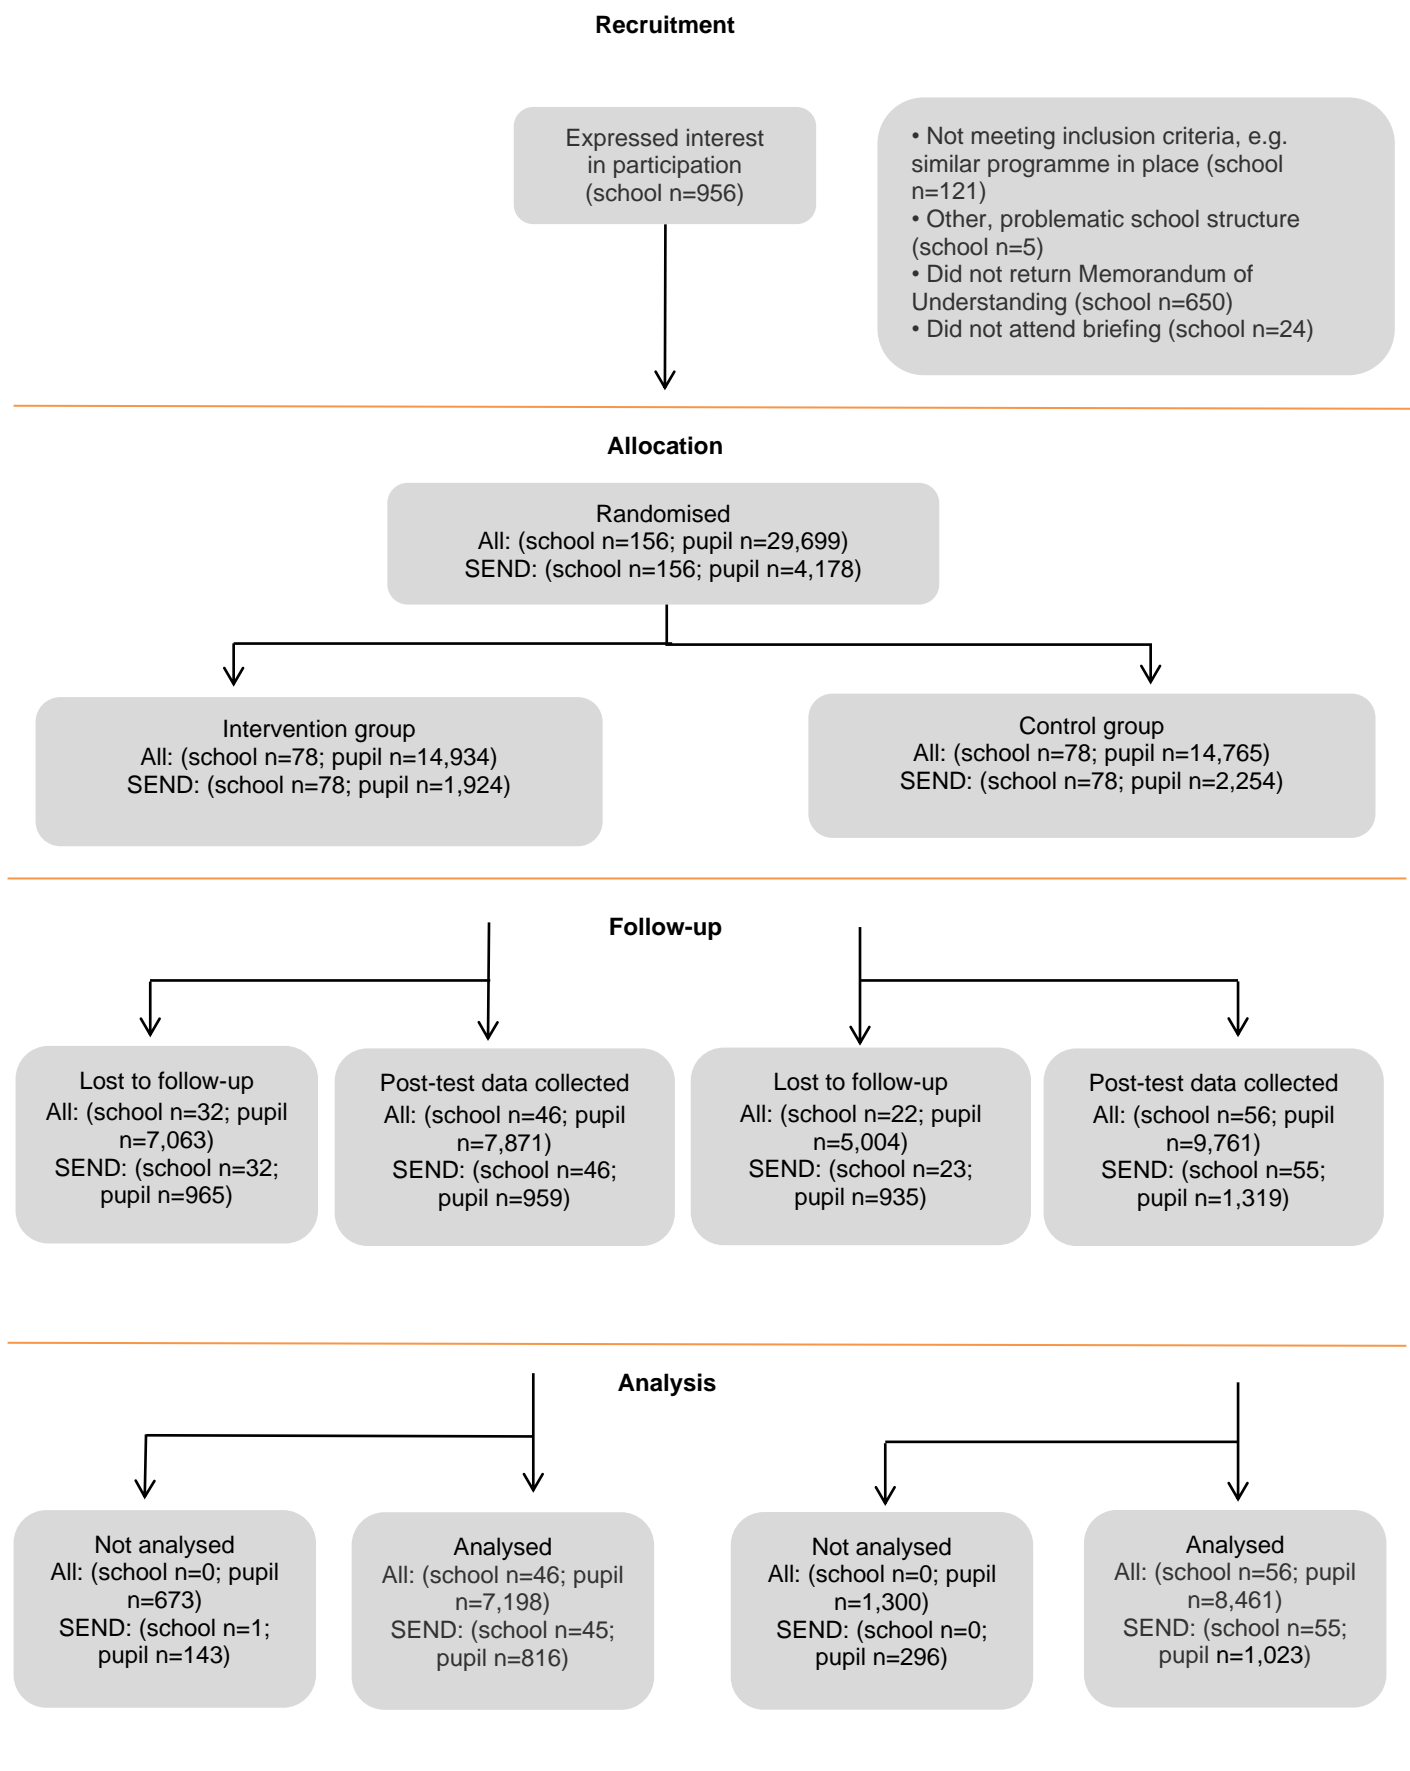 Recruitment
Expressed interest
in participation
(school n=956)
• Not meeting inclusion criteria, e.g.
similar programme in place (school
n=121)
• Other, problematic school structure
(school n=5)
• Did not return Memorandum of
Understanding (school n=650)
• Did not attend briefing (school n=24)
Allocation
Randomised
All: (school n=156; pupil n=29,699)
SEND: (school n=156; pupil n=4,178)
Intervention group
All: (school n=78; pupil n=14,934)
SEND: (school n=78; pupil n=1,924)
Control group
All: (school n=78; pupil n=14,765)
SEND: (school n=78; pupil n=2,254)
Follow-up
Lost to follow-up
All: (school n=32; pupil
n=7,063)
SEND: (school n=32;
pupil n=965)
Post-test data collected
All: (school n=46; pupil
n=7,871)
SEND: (school n=46;
pupil n=959)
Lost to follow-up
All: (school n=22; pupil
n=5,004)
SEND: (school n=23;
pupil n=935)
Post-test data collected
All: (school n=56; pupil
n=9,761)
SEND: (school n=55;
pupil n=1,319)
Analysis
Not analysed
All: (school n=0; pupil
n=673)
SEND: (school n=1;
pupil n=143)
Analysed
All: (school n=46; pupil
n=7,198)
SEND: (school n=45;
pupil n=816)
Not analysed
All: (school n=0; pupil
n=1,300)
SEND: (school n=0;
pupil n=296)
Analysed
All: (school n=56; pupil
n=8,461)
SEND: (school n=55;
pupil n=1,023)